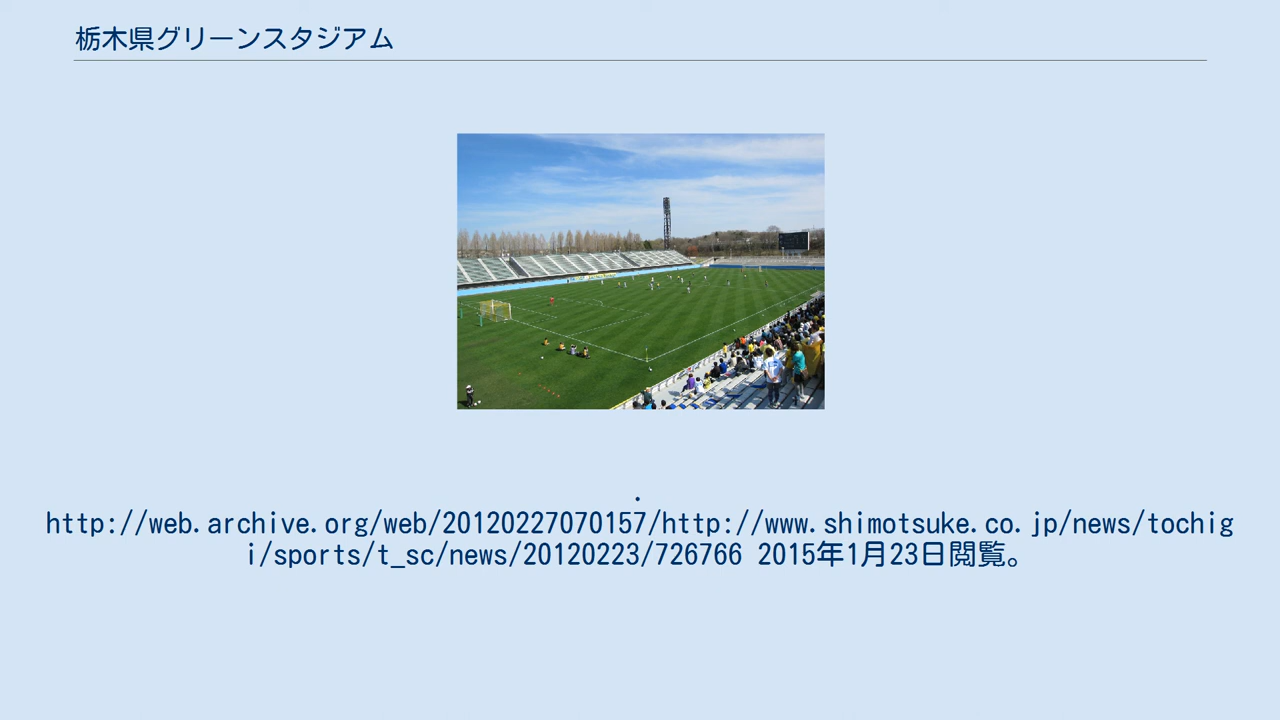 栃木県グリーンスタジアム
.
http://web.archive.org/web/20120227070157/http://www.shimotsuke.co.jp/news/tochig
i/sports/t_sc/news/20120223/726766 2015年1月23日閲覧。